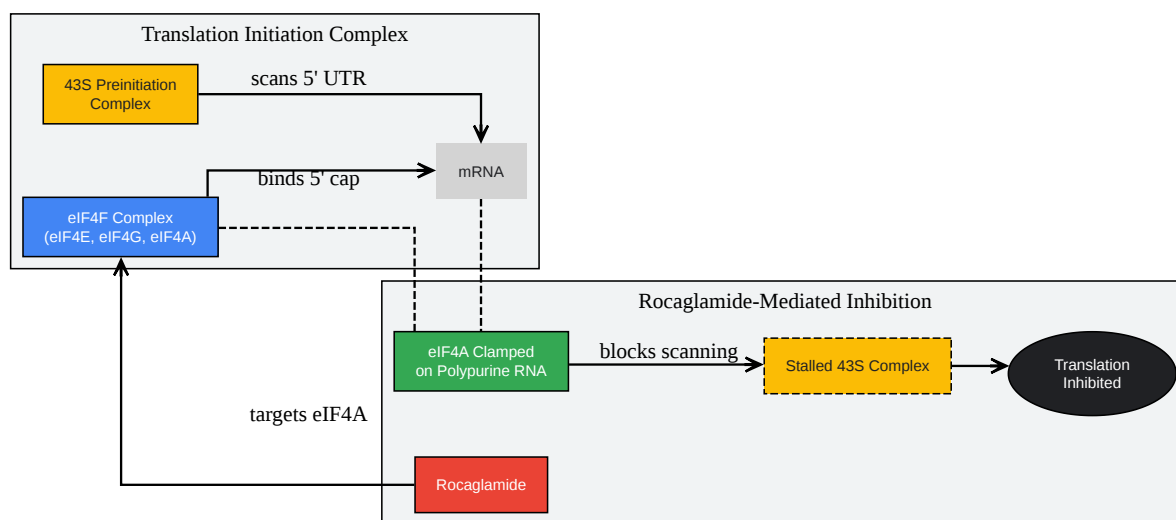 Translation Initiation Complex
43S Preinitiation
Complex
scans 5' UTR
mRNA
binds 5' cap
eIF4F Complex
(eIF4E, eIF4G, eIF4A)
Rocaglamide-Mediated Inhibition
eIF4A Clamped
on Polypurine RNA
blocks scanning
Stalled 43S Complex
Translation
Inhibited
targets eIF4A
Rocaglamide